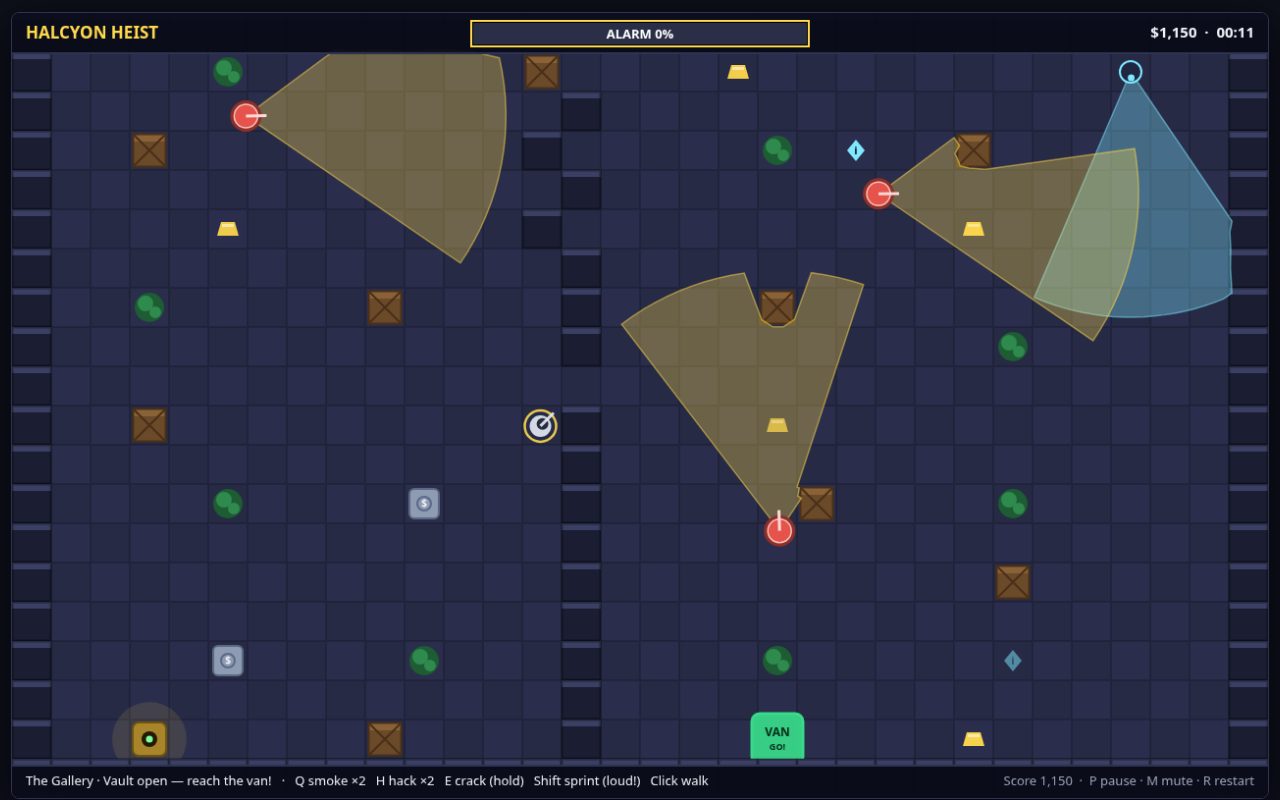 HALCYON HEIST
ALARM 0%
$1,150 · 00:11
$
$
VAN
GO!
The Gallery · Vault open — reach the van! · Q smoke ×2 H hack ×2 E crack (hold) Shift sprint (loud!) Click walk
Score 1,150 · P pause · M mute · R restart